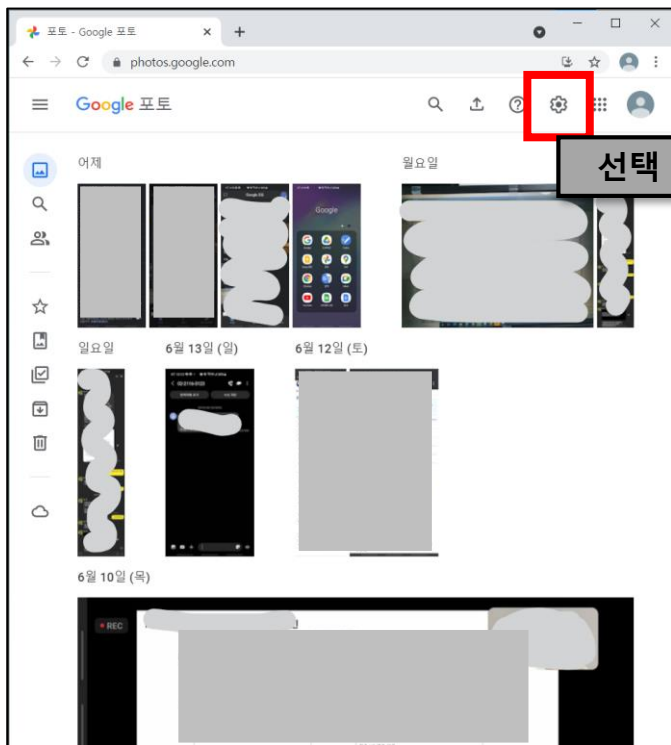 포토 - Google 포토
photos.google.com
Google 포토
선택
어제
월요일
Google
일요일
6월 13일 (일)
6월 12일 (토)
6월 10일 (목)
REC